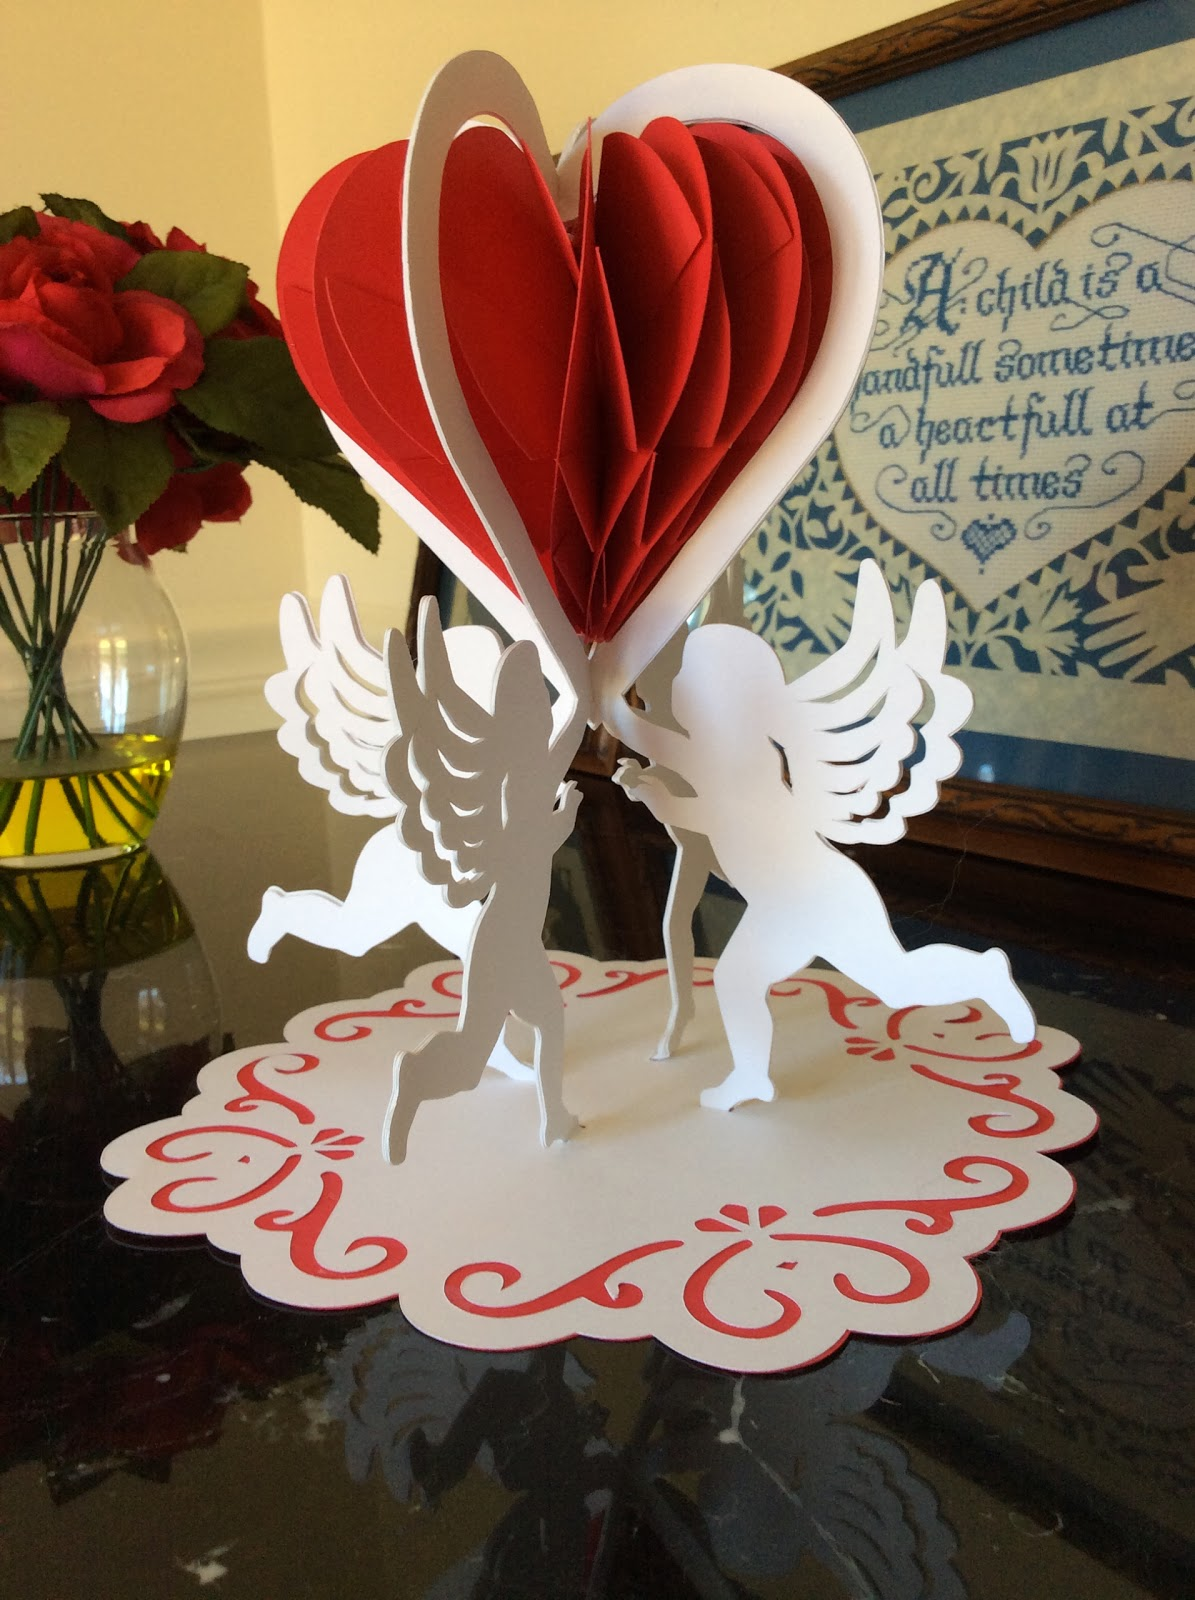 A child is a
andfull sometime
a heartfull at
all times